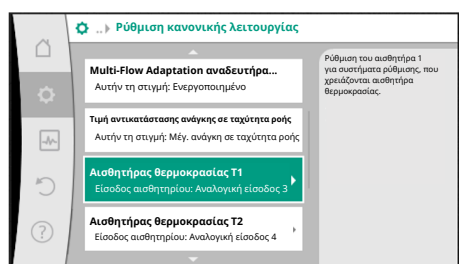 ..▸ Ρύθμιση κανονικής λειτουργίας
Multi-Flow Adaptation αναδευτήρα...
Αυτήν τη στιγμή: Ενεργοποιημένο
Τιμή αντικατάστασης ανάγκης σε ταχύτητα ροής
Αυτήν τη στιγμή: Μέγ. ανάγκη σε ταχύτητα ροής
Αισθητήρας θερμοκρασίας T1
Είσοδος αισθητηρίου: Αναλογική είσοδος 3
Αισθητήρας θερμοκρασίας T2
Είσοδος αισθητηρίου: Αναλογική είσοδος 4
Ρύθμιση του αισθητήρα 1
για συστήματα ρύθμισης, που
χρειάζονται αισθητήρα
θερμοκρασίας.